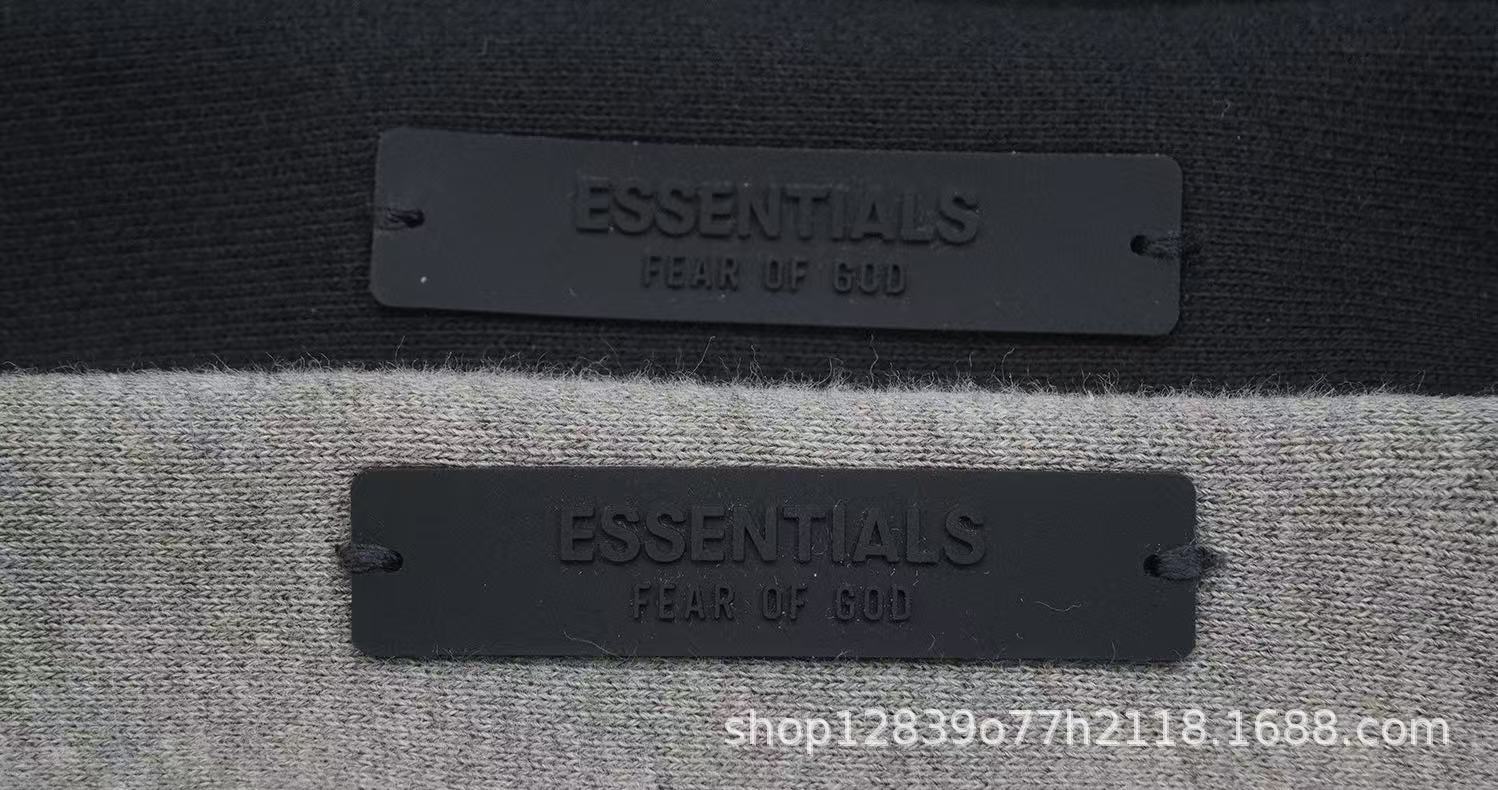 ESSENTIALS
FEAR OF GOD
ESSENTIALS
FEAR OF GOD
shop12839o77h2118.1688.com